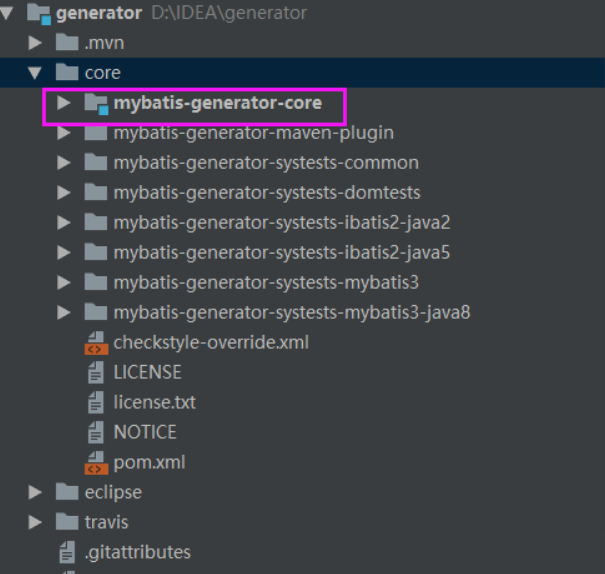 generator D:\IDEA\generator
.mvn
core
mybatis-generator-core
mybatis-generator-maven-plugin
mybatis-generator-systests-common
mybatis-generator-systests-domtests
mybatis-generator-systests-ibatis2-java2
mybatis-generator-systests-ibatis2-java5
mybatis-generator-systests-mybatis3
mybatis-generator-systests-mybatis3-java8
checkstyle-override.xml
LICENSE
license.txt
NOTICE
pom.xml
eclipse
travis
.gitattributes